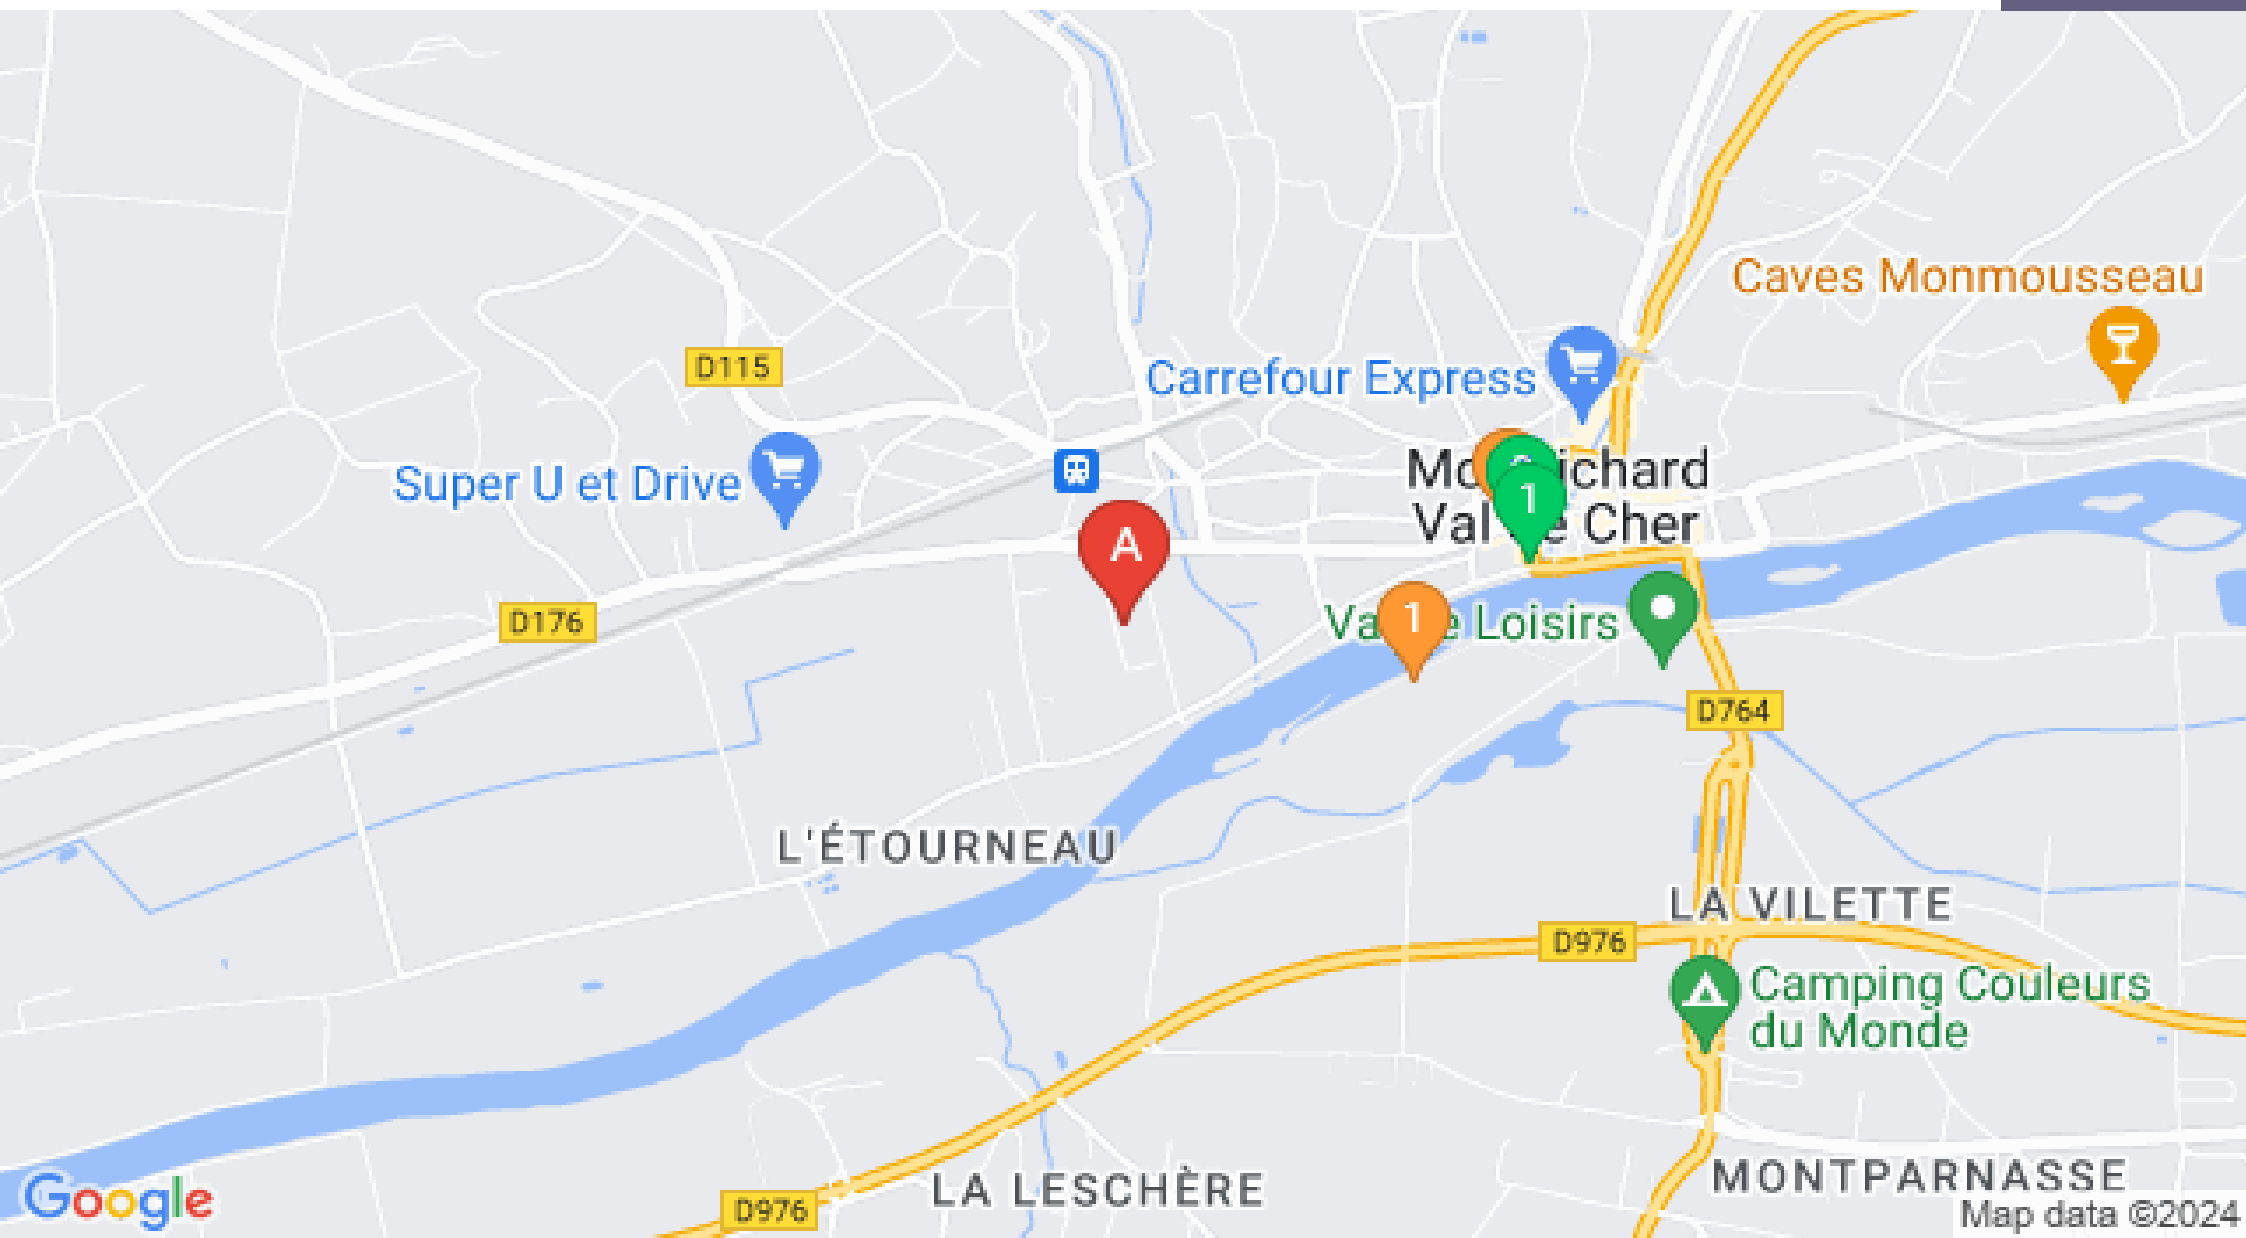 Caves Monmousseau
D115
Carrefour Express
Super U et Drive
Mo ichard
Val e Cher
1
A
D176
1
Va e Loisirs
D764
L'ÉTOURNEAU
LA VILETTE
D976
Camping Couleurs
du Monde
LA LESCHÈRE
MONTPARNASSE
D976
Google
Map data ©2024